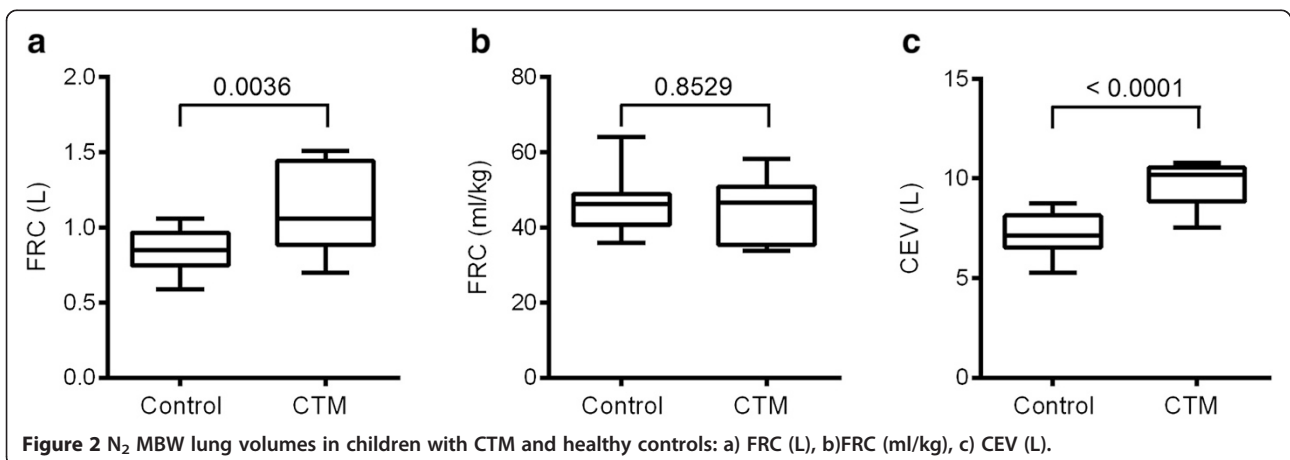 a
b
c
0.0036
0.8529
< 0.0001
2.0
1.5
1.0
0.5
0.0
FRC (L)
Control
CTM
80
60
40
20
0
FRC (ml/kg)
Control
CTM
15
10
5
0
CEV (L)
Control
CTM
Figure 2 N₂ MBW lung volumes in children with CTM and healthy controls: a) FRC (L), b)FRC (ml/kg), c) CEV (L).